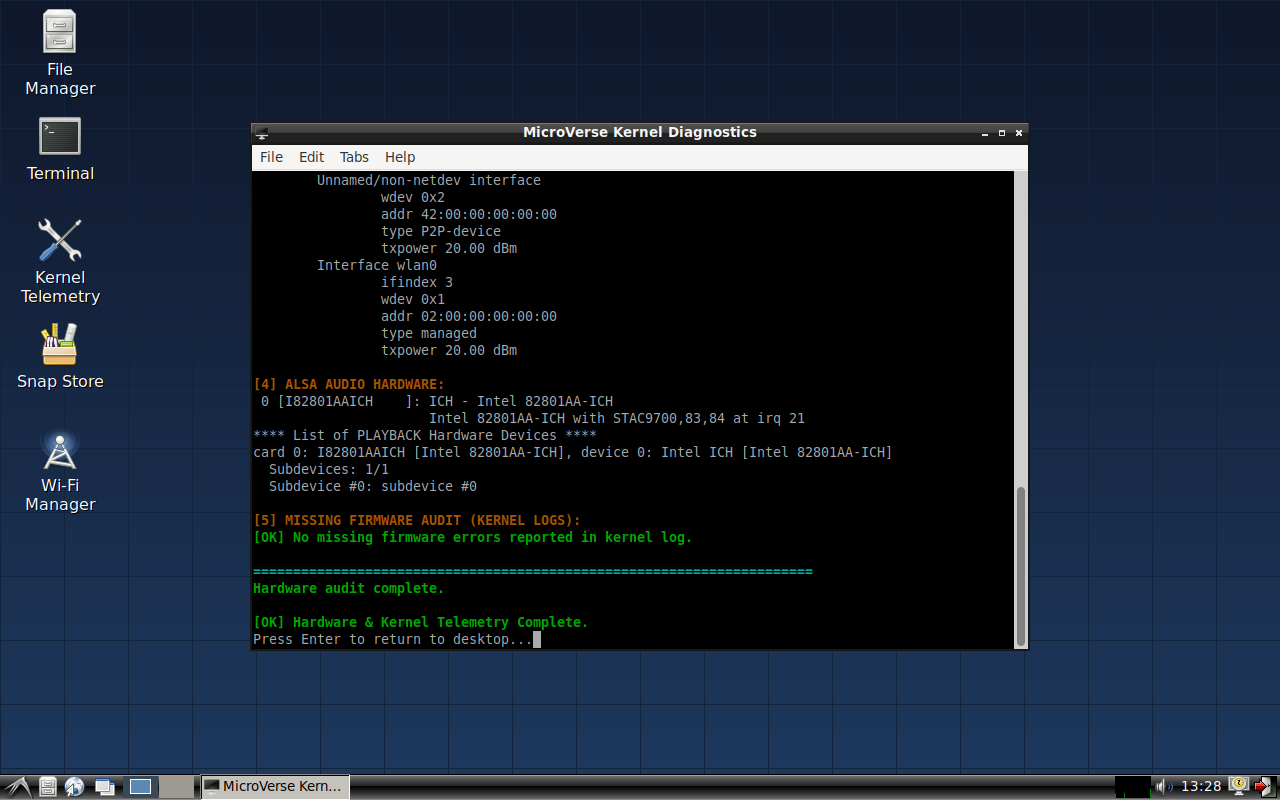 File
Manager
Terminal
Kernel
Telemetry
Snap Store
Wi-Fi
Manager
MicroVerse Kernel Diagnostics
File Edit Tabs Help
Unnamed/non-netdev interface
wdev 0x2
addr 42:00:00:00:00:00
type P2P-device
txpower 20.00 dBm
Interface wlan0
ifindex 3
wdev 0x1
addr 02:00:00:00:00:00
type managed
txpower 20.00 dBm
[4] ALSA AUDIO HARDWARE:
0 [I82801AAICH    ]: ICH - Intel 82801AA-ICH
Intel 82801AA-ICH with STAC9700,83,84 at irq 21
**** List of PLAYBACK Hardware Devices ****
card 0: I82801AAICH [Intel 82801AA-ICH], device 0: Intel ICH [Intel 82801AA-ICH]
Subdevices: 1/1
Subdevice #0: subdevice #0
[5] MISSING FIRMWARE AUDIT (KERNEL LOGS):
[OK] No missing firmware errors reported in kernel log.
======================================================================
Hardware audit complete.
[OK] Hardware & Kernel Telemetry Complete.
Press Enter to return to desktop...
MicroVerse Kern...
13:28